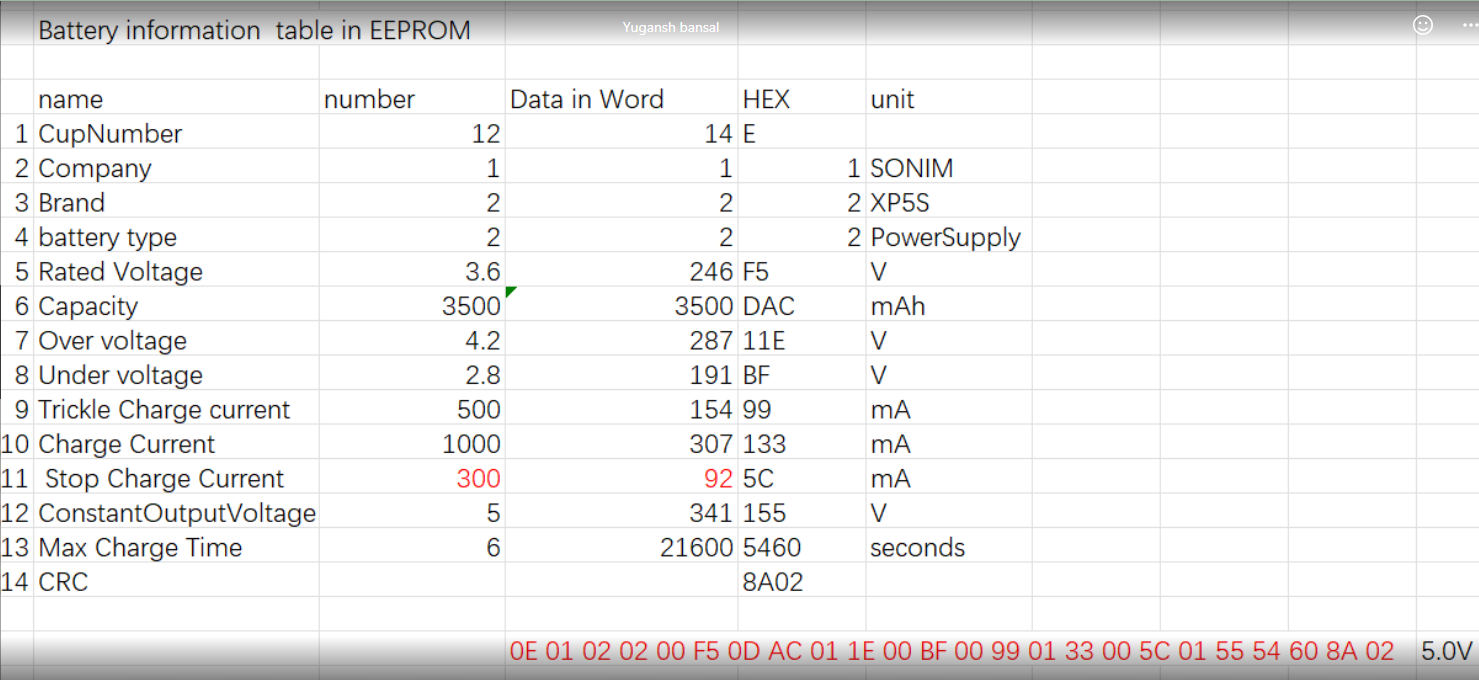 Battery information table in EEPROM
Yugansh bansal
name number Data in Word HEX unit
1 CupNumber 12 14 E
2 Company 1 1 1 SONIM
3 Brand 2 2 2 XP5S
4 battery type 2 2 2 PowerSupply
5 Rated Voltage 3.6 246 F5 V
6 Capacity 3500 3500 DAC mAh
7 Over voltage 4.2 287 11E V
8 Under voltage 2.8 191 BF V
9 Trickle Charge current 500 154 99 mA
10 Charge Current 1000 307 133 mA
11 Stop Charge Current 300 92 5C mA
12 ConstantOutputVoltage 5 341 155 V
13 Max Charge Time 6 21600 5460 seconds
14 CRC 8A02
0E 01 02 02 00 F5 0D AC 01 1E 00 BF 00 99 01 33 00 5C 01 55 54 60 8A 02 5.0V